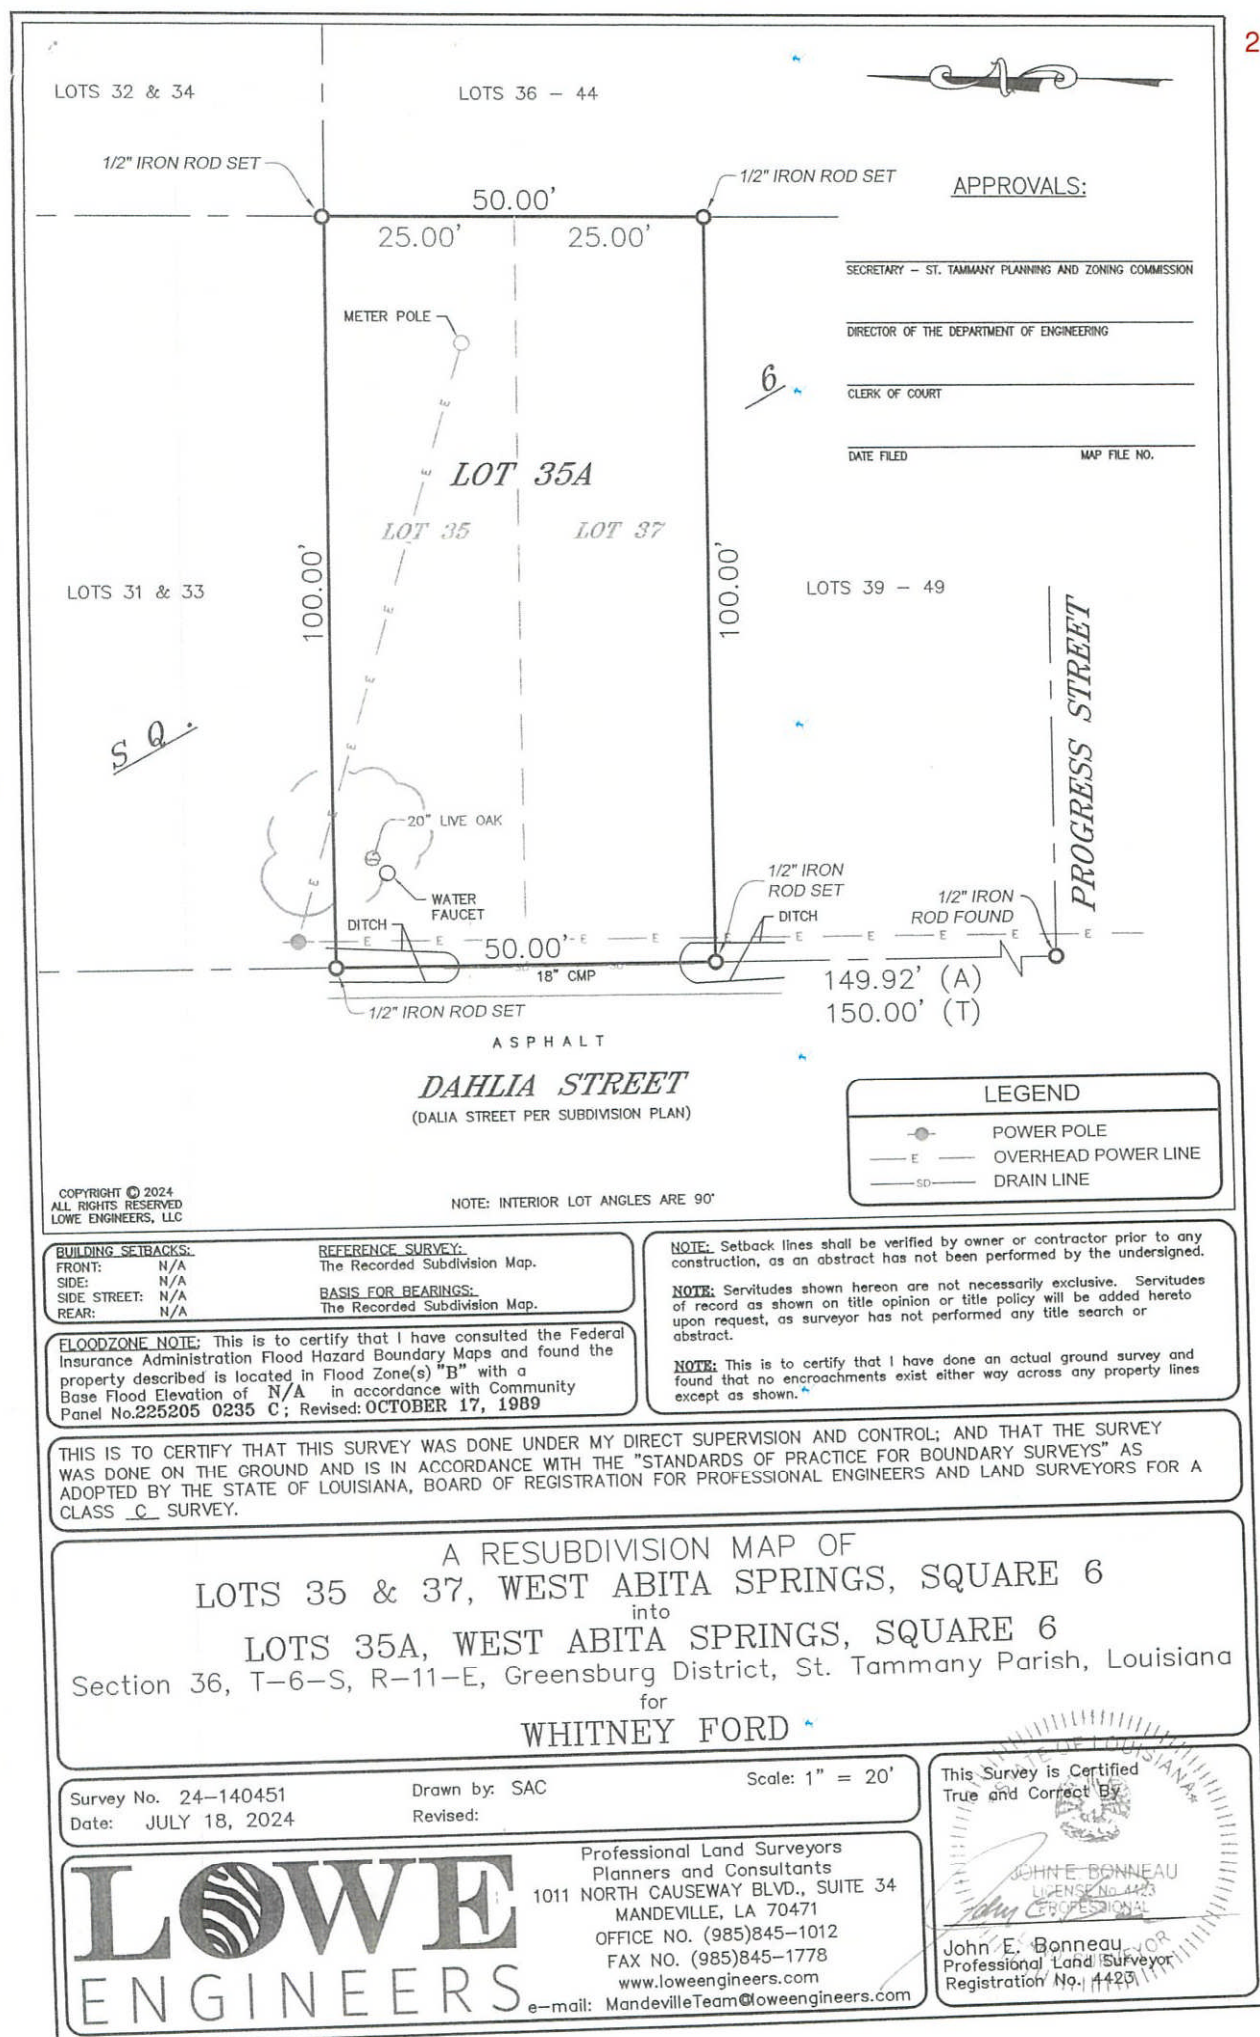 2
LOTS 32 & 34
LOTS 36 - 44
1/2" IRON ROD SET
1/2" IRON ROD SET
50.00'
25.00'
25.00'
APPROVALS:
SECRETARY - ST. TAMMANY PLANNING AND ZONING COMMISSION
DIRECTOR OF THE DEPARTMENT OF ENGINEERING
CLERK OF COURT
DATE FILED
MAP FILE NO.
METER POLE
6
E
E
LOT 35A
LOT 35
LOT 37
100.00'
100.00'
LOTS 31 & 33
LOTS 39 - 49
PROGRESS STREET
E
E
E
SQ.
E
E
20" LIVE OAK
WATER
FAUCET
1/2" IRON
ROD SET
1/2" IRON
ROD FOUND
DITCH
DITCH
E
E
E
E
E
E
E
E
E
E
50.00'
SD
SD
18" CMP
149.92' (A)
150.00' (T)
1/2" IRON ROD SET
ASPHALT
DAHLIA STREET
(DALIA STREET PER SUBDIVISION PLAN)
LEGEND
POWER POLE
E OVERHEAD POWER LINE
SD DRAIN LINE
COPYRIGHT © 2024
ALL RIGHTS RESERVED
LOWE ENGINEERS, LLC
NOTE: INTERIOR LOT ANGLES ARE 90°
BUILDING SETBACKS:
FRONT: N/A
SIDE: N/A
SIDE STREET: N/A
REAR: N/A
REFERENCE SURVEY:
The Recorded Subdivision Map.
BASIS FOR BEARINGS:
The Recorded Subdivision Map.
FLOODZONE NOTE: This is to certify that I have consulted the Federal
Insurance Administration Flood Hazard Boundary Maps and found the
property described is located in Flood Zone(s) "B" with a
Base Flood Elevation of N/A in accordance with Community
Panel No.225205 0235 C; Revised: OCTOBER 17, 1989
NOTE: Setback lines shall be verified by owner or contractor prior to any
construction, as an abstract has not been performed by the undersigned.
NOTE: Servitudes shown hereon are not necessarily exclusive. Servitudes
of record as shown on title opinion or title policy will be added hereto
upon request, as surveyor has not performed any title search or
abstract.
NOTE: This is to certify that I have done an actual ground survey and
found that no encroachments exist either way across any property lines
except as shown.
THIS IS TO CERTIFY THAT THIS SURVEY WAS DONE UNDER MY DIRECT SUPERVISION AND CONTROL; AND THAT THE SURVEY
WAS DONE ON THE GROUND AND IS IN ACCORDANCE WITH THE "STANDARDS OF PRACTICE FOR BOUNDARY SURVEYS" AS
ADOPTED BY THE STATE OF LOUISIANA, BOARD OF REGISTRATION FOR PROFESSIONAL ENGINEERS AND LAND SURVEYORS FOR A
CLASS C SURVEY.
A RESUBDIVISION MAP OF
LOTS 35 & 37, WEST ABITA SPRINGS, SQUARE 6
into
LOTS 35A, WEST ABITA SPRINGS, SQUARE 6
Section 36, T-6-S, R-11-E, Greensburg District, St. Tammany Parish, Louisiana
for
WHITNEY FORD
Survey No. 24-140451
Date: JULY 18, 2024
Drawn by: SAC
Revised:
Scale: 1" = 20'
LOWE
ENGINEERS
Professional Land Surveyors
Planners and Consultants
1011 NORTH CAUSEWAY BLVD., SUITE 34
MANDEVILLE, LA 70471
OFFICE NO. (985)845-1012
FAX NO. (985)845-1778
www.loweengineers.com
e-mail: MandevilleTeam@loweengineers.com
This Survey is Certified
True and Correct By
STATE OF LOUISIANA
JOHN E. BONNEAU
LICENSE No. 4423
PROFESSIONAL
SURVEYOR
John E. Bonneau
Professional Land Surveyor
Registration No. 4423